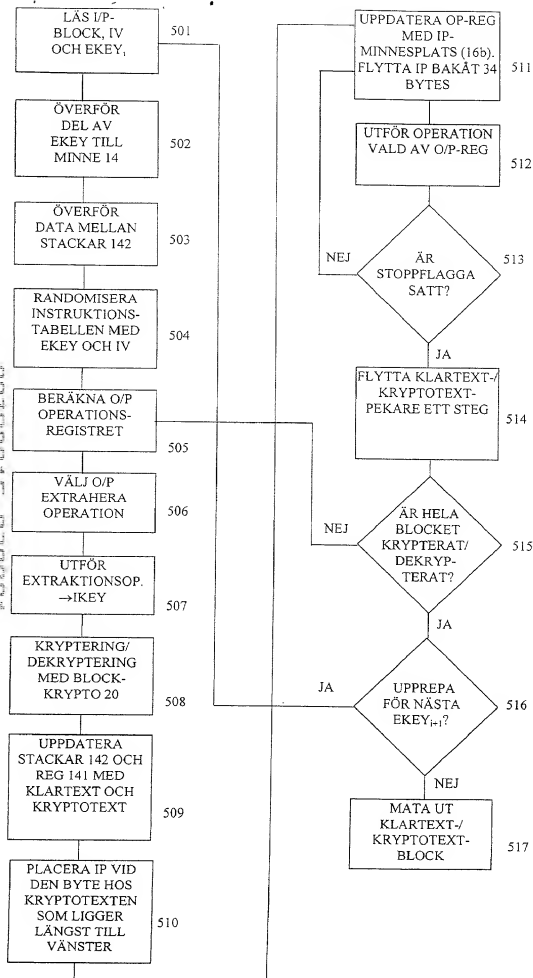 LÄS I/P-
BLOCK, IV
OCH EKEYi
501
ÖVERFÖR
DEL AV
EKEY TILL
MINNE 14
502
ÖVERFÖR
DATA MELLAN
STACKAR 142
503
RANDOMISERA
INSTRUKTIONS-
TABELLEN MED
EKEY OCH IV
504
BERÄKNA O/P
OPERATIONS-
REGISTRET
505
VÄLJ O/P
EXTRAHERA
OPERATION
506
UTFÖR
EXTRAKTIONSOP.
→IKEY
507
KRYPTERING/
DEKRYPTERING
MED BLOCK-
KRYPTO 20
508
UPPDATERA
STACKAR 142 OCH
REG 141 MED
KLARTEXT OCH
KRYPTOTEXT
509
PLACERA IP VID
DEN BYTE HOS
KRYPTOTEXTEN
SOM LIGGER
LÄNGST TILL
VÄNSTER
510
UPPDATERA OP-REG
MED IP-
MINNESPLATS (16b).
FLYTTA IP BAKÅT 34
BYTES
511
UTFÖR OPERATION
VALD AV O/P-REG
512
NEJ
ÄR
STOPPFLAGGA
SATT?
513
JA
FLYTTA KLARTEXT-/
KRYPTOTEXT-
PEKARE ETT STEG
514
NEJ
ÄR HELA
BLOCKET
KRYPTERAT/
DEKRYP-
TERAT?
515
JA
JA
UPPREPA
FÖR NÄSTA
EKEYi+1?
516
NEJ
MATA UT
KLARTEXT-/
KRYPTOTEXT-
BLOCK
517